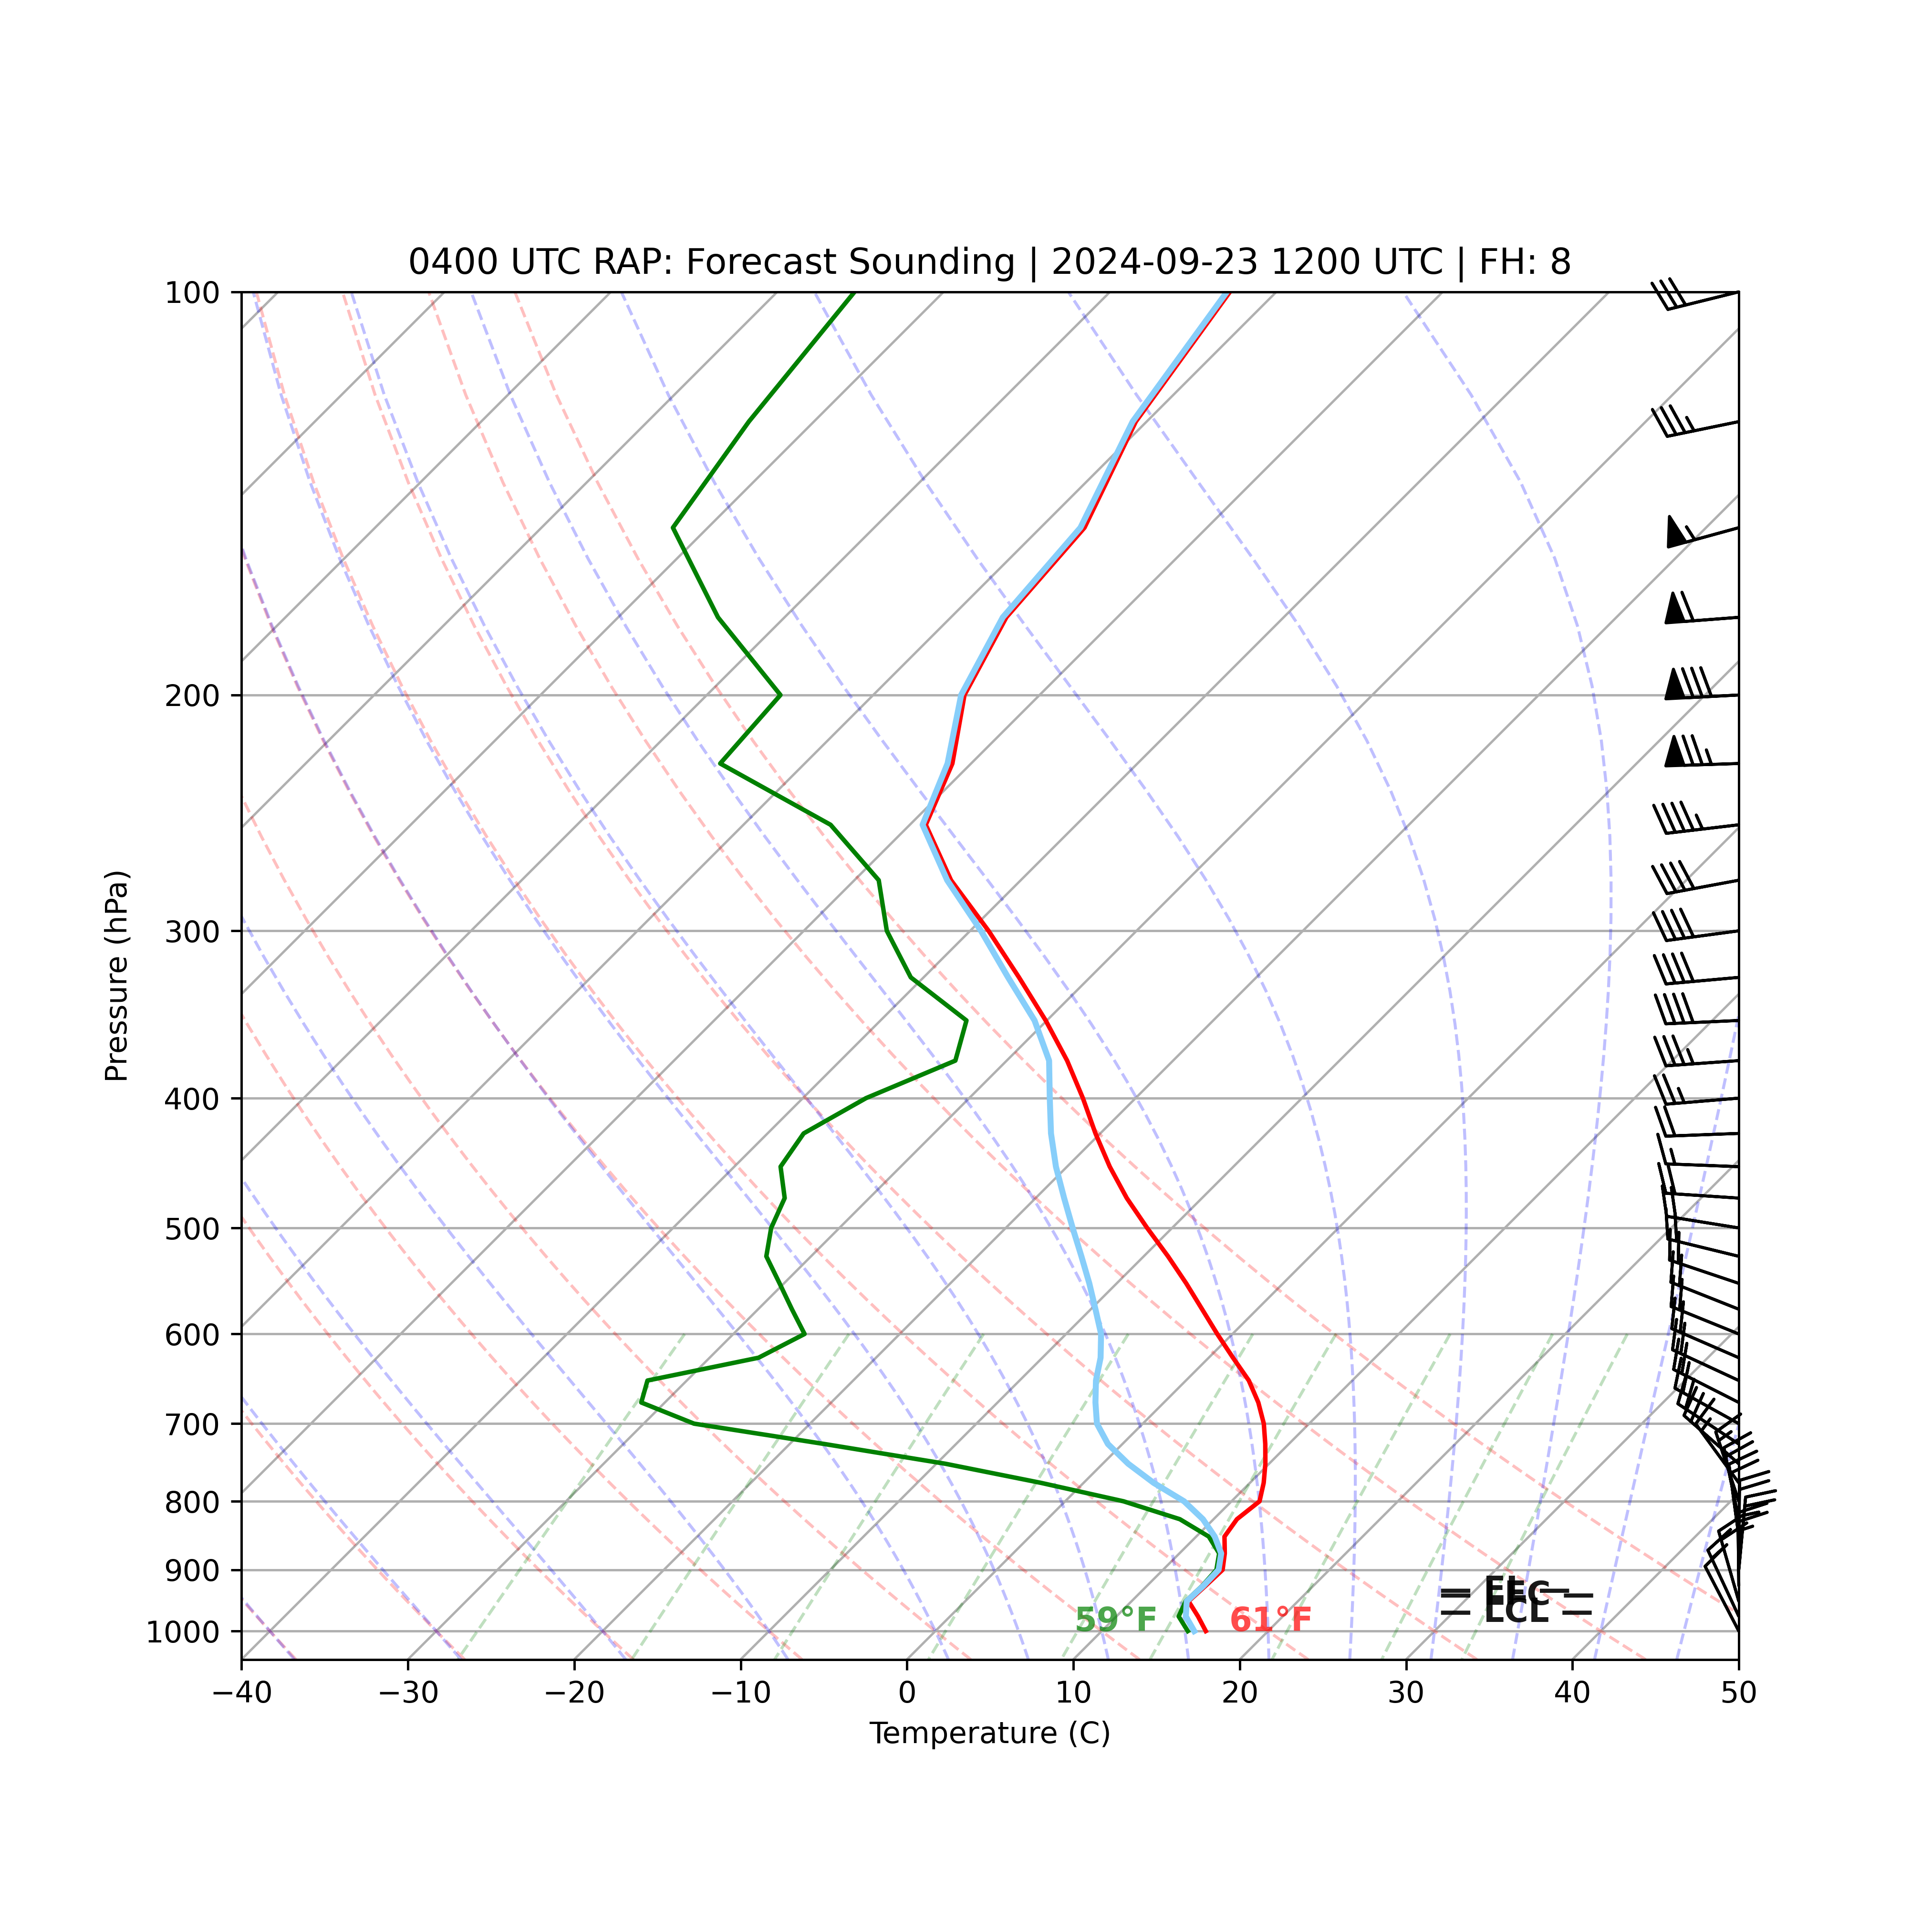 0400 UTC RAP: Forecast Sounding | 2024-09-23 1200 UTC | FH: 8
100
200
300
400
500
600
700
800
900
1000
Pressure (hPa)
= EL —
= LFC =
= LCL =
59°F 61°F
−40 −30 −20 −10 0 10 20 30 40 50
Temperature (C)